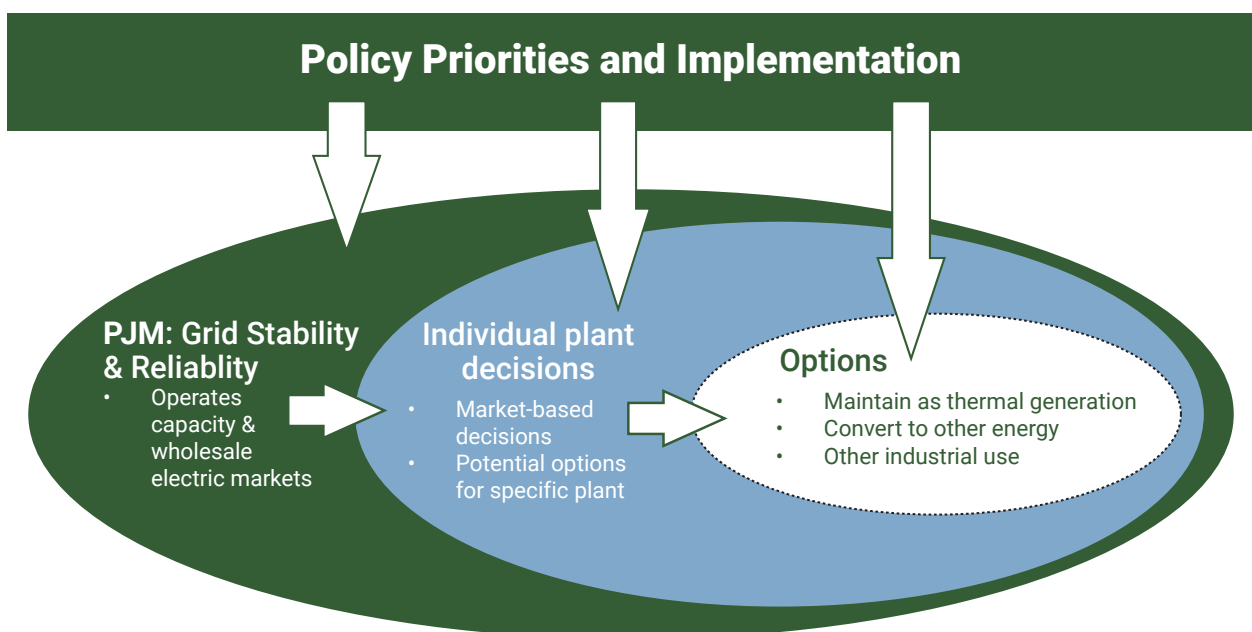 Policy Priorities and Implementation
PJM: Grid Stability
& Reliablity
• Operates
capacity &
wholesale
electric markets
Individual plant
decisions
• Market-based
decisions
• Potential options
for specific plant
Options
• Maintain as thermal generation
• Convert to other energy
• Other industrial use